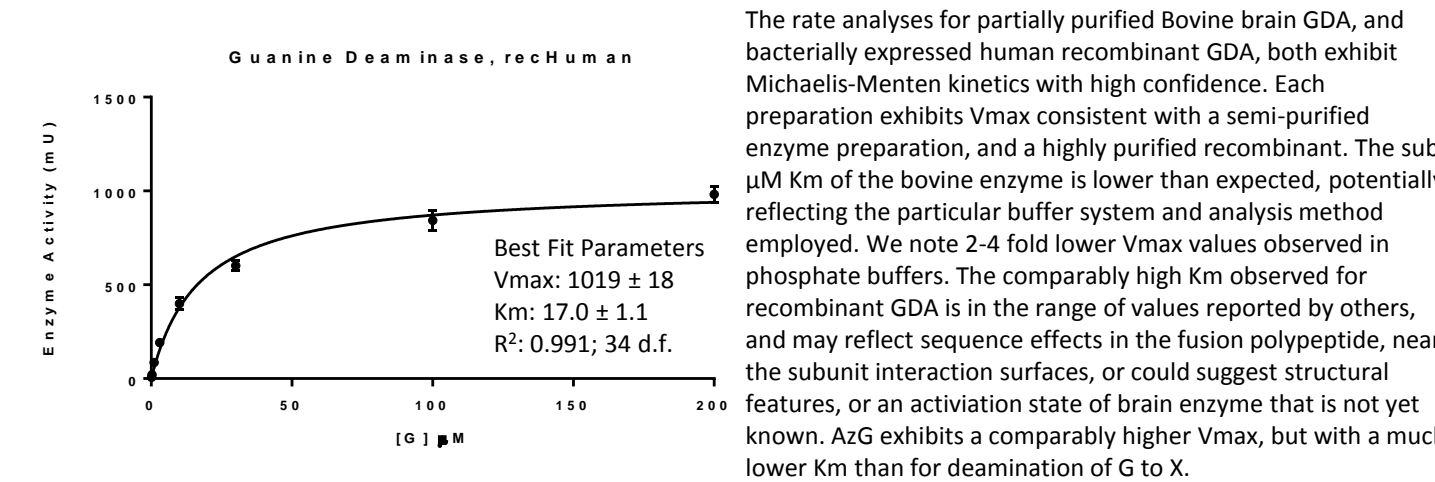 Guanine Deaminase, recHuman
1500
1000
500
0
Enzyme Activity (mU)
0 50 100 150 200
[G] µM
Best Fit Parameters
Vmax: 1019 ± 18
Km: 17.0 ± 1.1
R²: 0.991; 34 d.f.
The rate analyses for partially purified Bovine brain GDA, and
bacterially expressed human recombinant GDA, both exhibit
Michaelis-Menten kinetics with high confidence. Each
preparation exhibits Vmax consistent with a semi-purified
enzyme preparation, and a highly purified recombinant. The sub
µM Km of the bovine enzyme is lower than expected, potentially
reflecting the particular buffer system and analysis method
employed. We note 2-4 fold lower Vmax values observed in
phosphate buffers. The comparably high Km observed for
recombinant GDA is in the range of values reported by others,
and may reflect sequence effects in the fusion polypeptide, near
the subunit interaction surfaces, or could suggest structural
features, or an activiation state of brain enzyme that is not yet
known. AzG exhibits a comparably higher Vmax, but with a much
lower Km than for deamination of G to X.